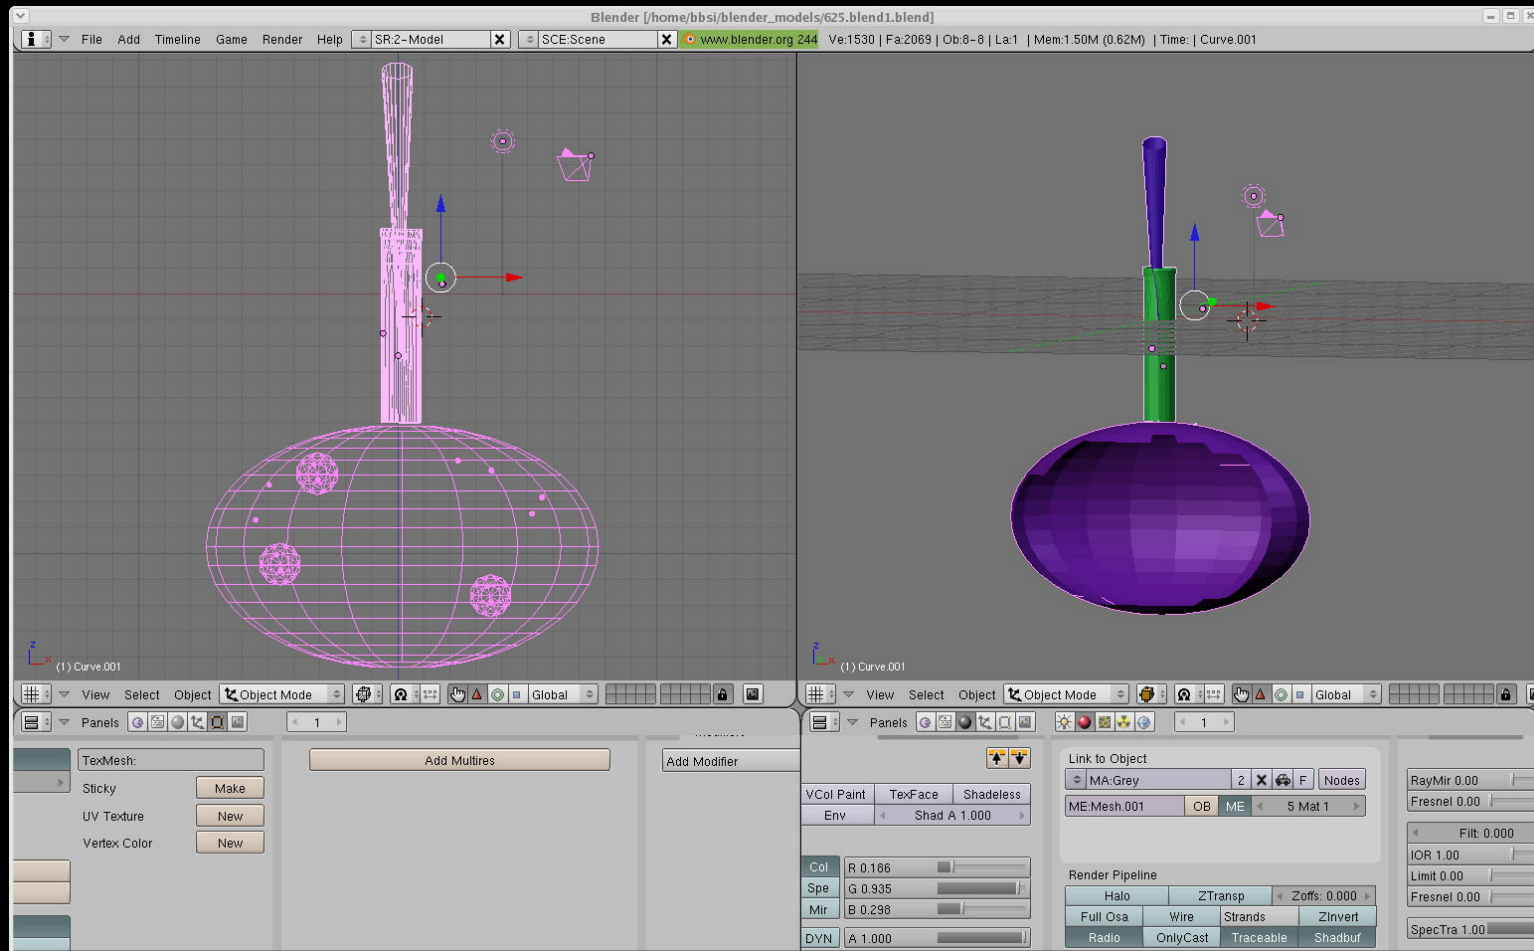 Blender [/home/bbsi/blender_models/625.blend1.blend]
File Add Timeline Game Render Help SR:2-Model SCE:Scene www.blender.org 244 Ve:1530 | Fa:2069 | Ob:8-8 | La:1 | Mem:1.50M (0.62M) | Time: | Curve.001
z
x
(1) Curve.001
z
x
(1) Curve.001
View Select Object Object Mode Global
View Select Object Object Mode Global
Panels 1
Panels 1
TexMesh:
Sticky Make
UV Texture New
Vertex Color New
Add Multires
Add Modifier
VCol Paint TexFace Shadeless
Env Shad A 1.000
Col R 0.186
Spe G 0.935
Mir B 0.298
DYN A 1.000
Link to Object
MA:Grey 2 X F Nodes
ME:Mesh.001 OB ME 5 Mat 1
Render Pipeline
Halo ZTransp Zoffs: 0.000
Full Osa Wire Strands ZInvert
Radio OnlyCast Traceable Shadbuf
RayMir 0.00
Fresnel 0.00
Filt: 0.000
IOR 1.00
Limit 0.00
Fresnel 0.00
SpecTra 1.00